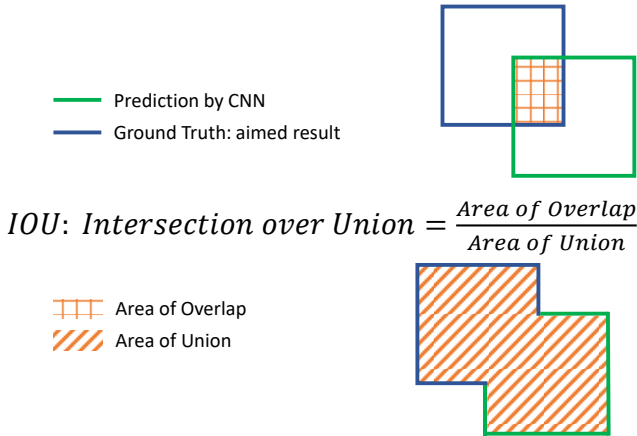 Prediction by CNN
Ground Truth: aimed result
IOU: Intersection over Union = Area of Overlap / Area of Union
Area of Overlap
Area of Union